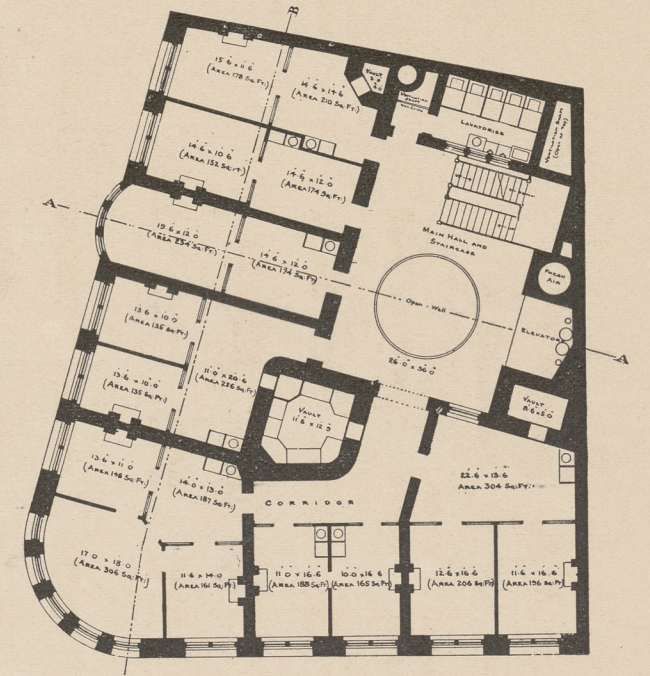 B
15.6 x 11.6
(Area 178 Sq.Ft.)
14.6 x 14.6
(Area 210 Sq.Ft.)
Vault
Lavatories
14.6 x 10.6
(Area 152 Sq.Ft.)
14.6 x 12.0
(Area 174 Sq.Ft.)
A
A
19.6 x 12.0
(Area 234 Sq.Ft.)
14.6 x 12.0
(Area 174 Sq.Ft.)
Main Hall and
Staircase
Open Well
26.0 x 36.0
Fresh
Air
Elevators
13.6 x 10.0
(Area 135 Sq.Ft.)
13.6 x 10.0
(Area 135 Sq.Ft.)
11.0 x 20.6
(Area 226 Sq.Ft.)
Vault
11.6 x 12.9
Vault
8.6 x 5.0
13.6 x 11.0
(Area 148 Sq.Ft.)
14.0 x 13.0
(Area 187 Sq.Ft.)
22.6 x 13.6
Area 304 Sq.Ft.
Corridor
17.0 x 18.0
(Area 306 Sq.Ft.)
11.6 x 14.0
(Area 161 Sq.Ft.)
11.0 x 16.6
(Area 188 Sq.Ft.)
10.0 x 16.6
(Area 165 Sq.Ft.)
12.6 x 16.6
(Area 206 Sq.Ft.)
11.6 x 16.6
(Area 196 Sq.Ft.)